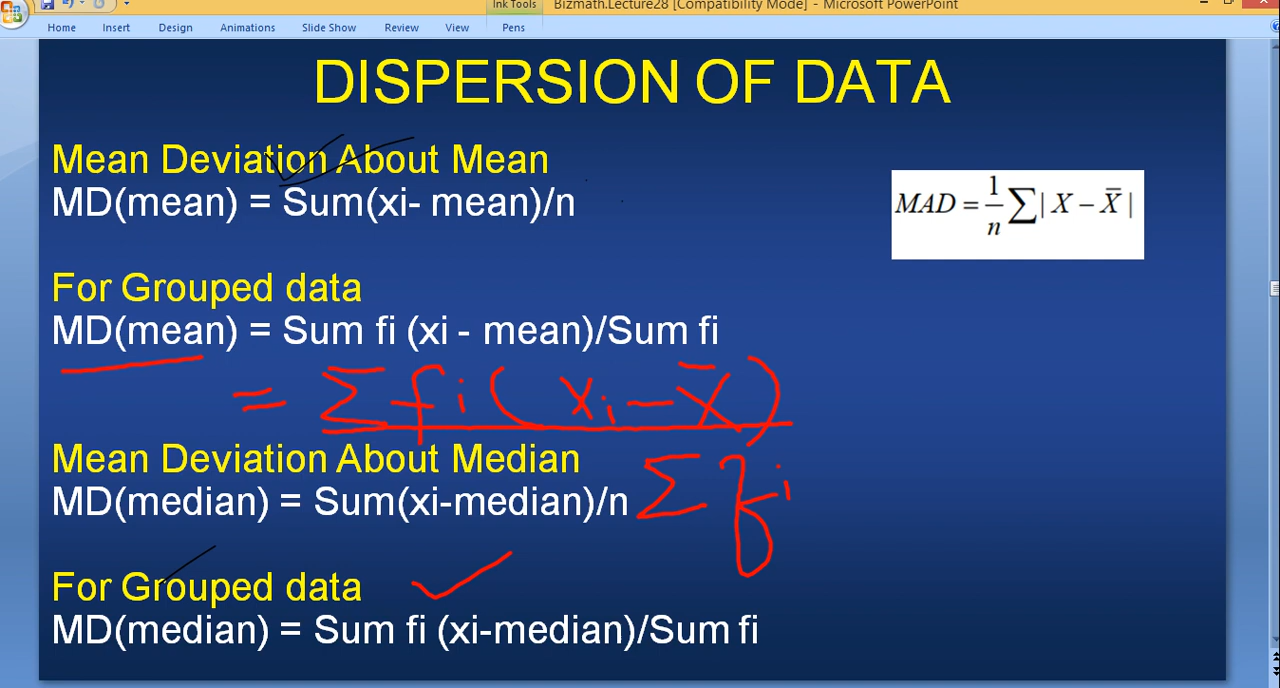 Ink Tools
Bizmath.Lecture28 [Compatibility Mode] - Microsoft PowerPoint
Home Insert Design Animations Slide Show Review View Pens
DISPERSION OF DATA
Mean Deviation About Mean
MD(mean) = Sum(xi- mean)/n
MAD = 1/n ∑ | X − X̄ |
For Grouped data
MD(mean) = Sum fi (xi - mean)/Sum fi
= Σ fi ( xi − x̄ )
Σ fi
Mean Deviation About Median
MD(median) = Sum(xi-median)/n
For Grouped data
MD(median) = Sum fi (xi-median)/Sum fi